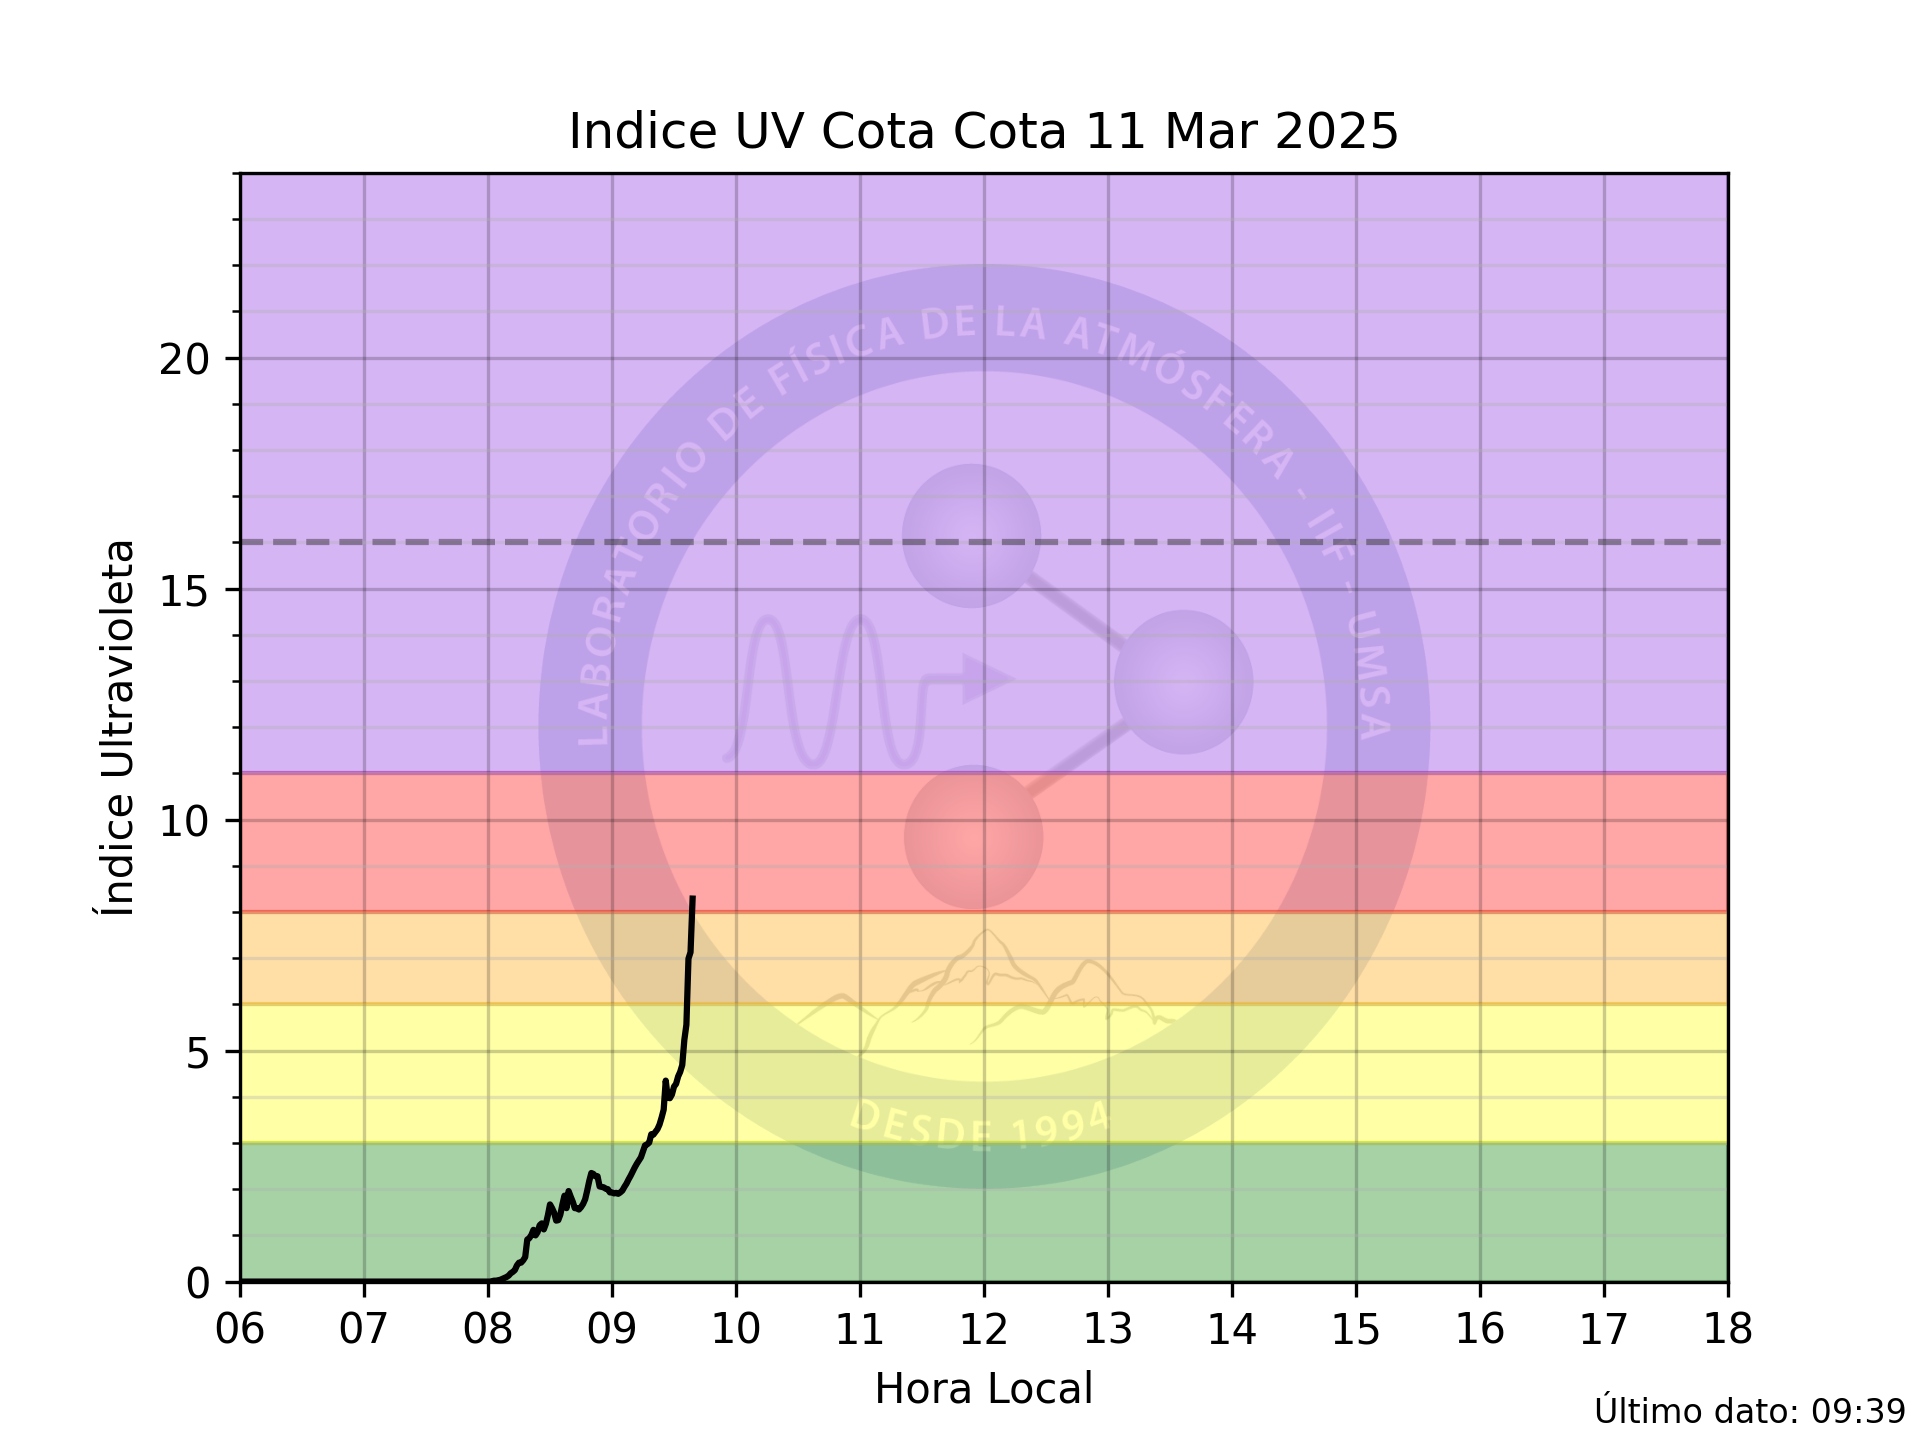 Indice UV Cota Cota 11 Mar 2025
LABORATORIO DE FÍSICA DE LA ATMÓSFERA - IIF - UMSA
20
15
10
5
0
Índice Ultravioleta
DESDE 1994
06 07 08 09 10 11 12 13 14 15 16 17 18
Hora Local
Último dato: 09:39